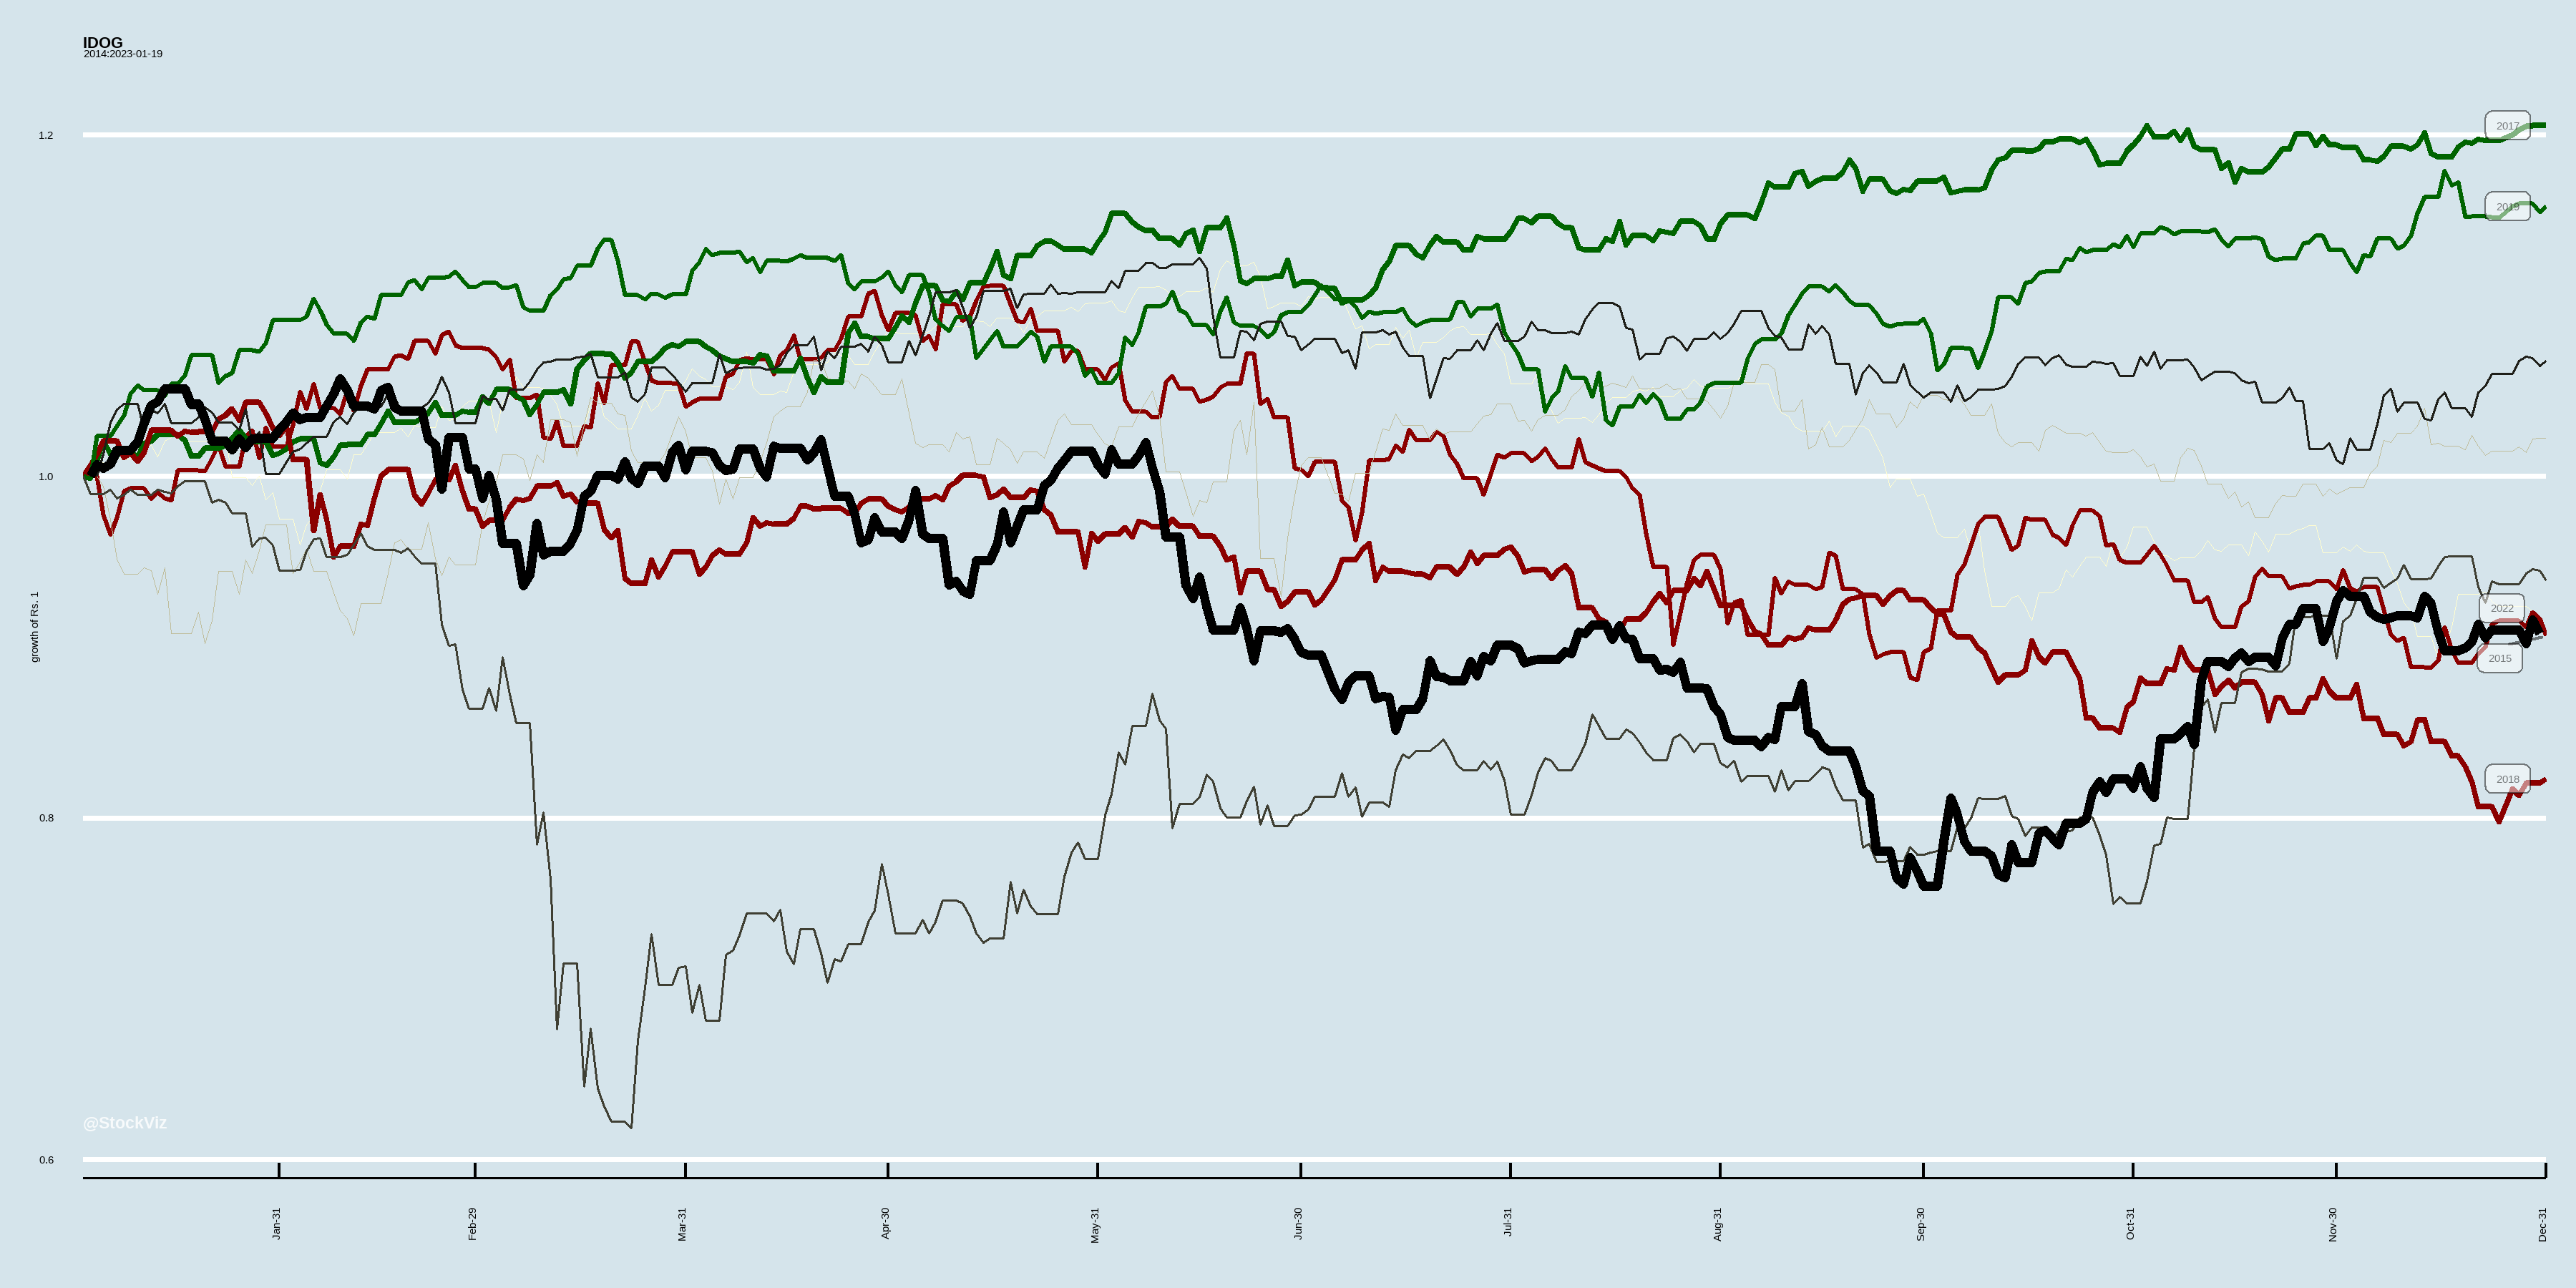 IDOG
2014:2023-01-19
1.2
1.0
0.8
0.6
growth of Rs. 1
2017
2019
2022
2015
2018
@StockViz
Jan-31
Feb-29
Mar-31
Apr-30
May-31
Jun-30
Jul-31
Aug-31
Sep-30
Oct-31
Nov-30
Dec-31